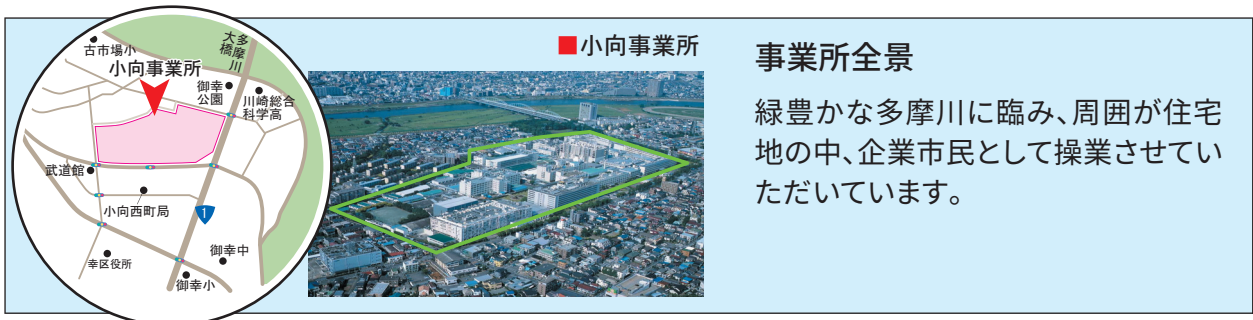 古市場小
多摩川
大橋
小向事業所
御幸
公園
川崎総合
科学高
武道館
小向西町局
1
御幸中
幸区役所
御幸小
■小向事業所
事業所全景
緑豊かな多摩川に臨み、周囲が住宅
地の中、企業市民として操業させてい
ただいています。